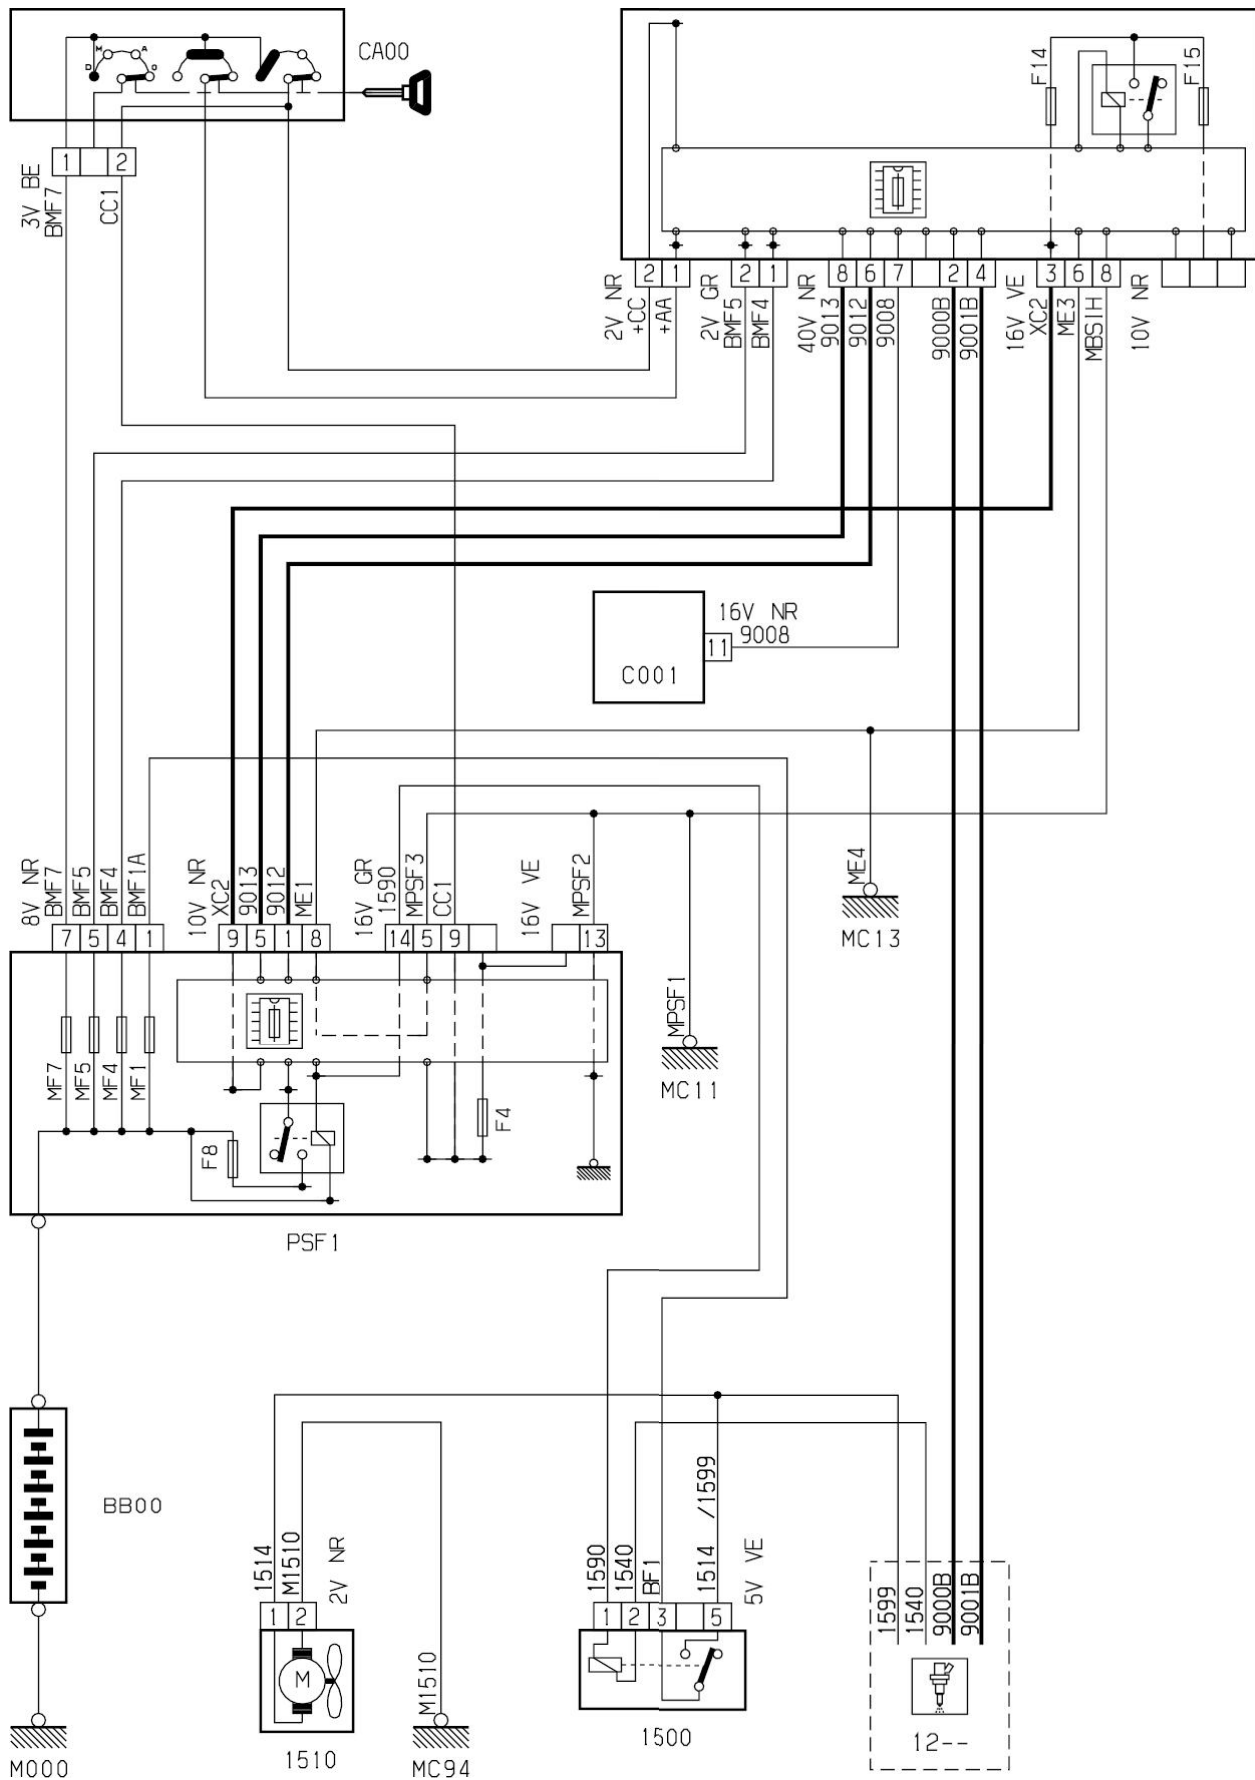 CA00
M
A
D
G
1
2
3V BE
BMF7
CC1
F14
F15
2
1
2
1
8
6
7
2
4
3
6
8
2V NR
+CC
+AA
2V GR
BMF5
BMF4
40V NR
9013
9012
9008
9000B
9001B
16V VE
XC2
ME3
MBSIH
10V NR
C001
11
16V NR
9008
8V NR
BMF7
BMF5
BMF4
BMF1A
10V NR
XC2
9013
9012
ME1
16V GR
1590
MPSF3
CC1
16V VE
MPSF2
ME4
MC13
7
5
4
1
9
5
1
8
14
5
9
13
MPSF1
MC11
MF7
MF5
MF4
MF1
F8
F4
PSF1
BB00
M000
1514
M1510
2V NR
1
2
M
1510
M1510
MC94
1590
1540
BF1
1514 /1599
5V VE
1
2
3
5
1500
1599
1540
9000B
9001B
12--